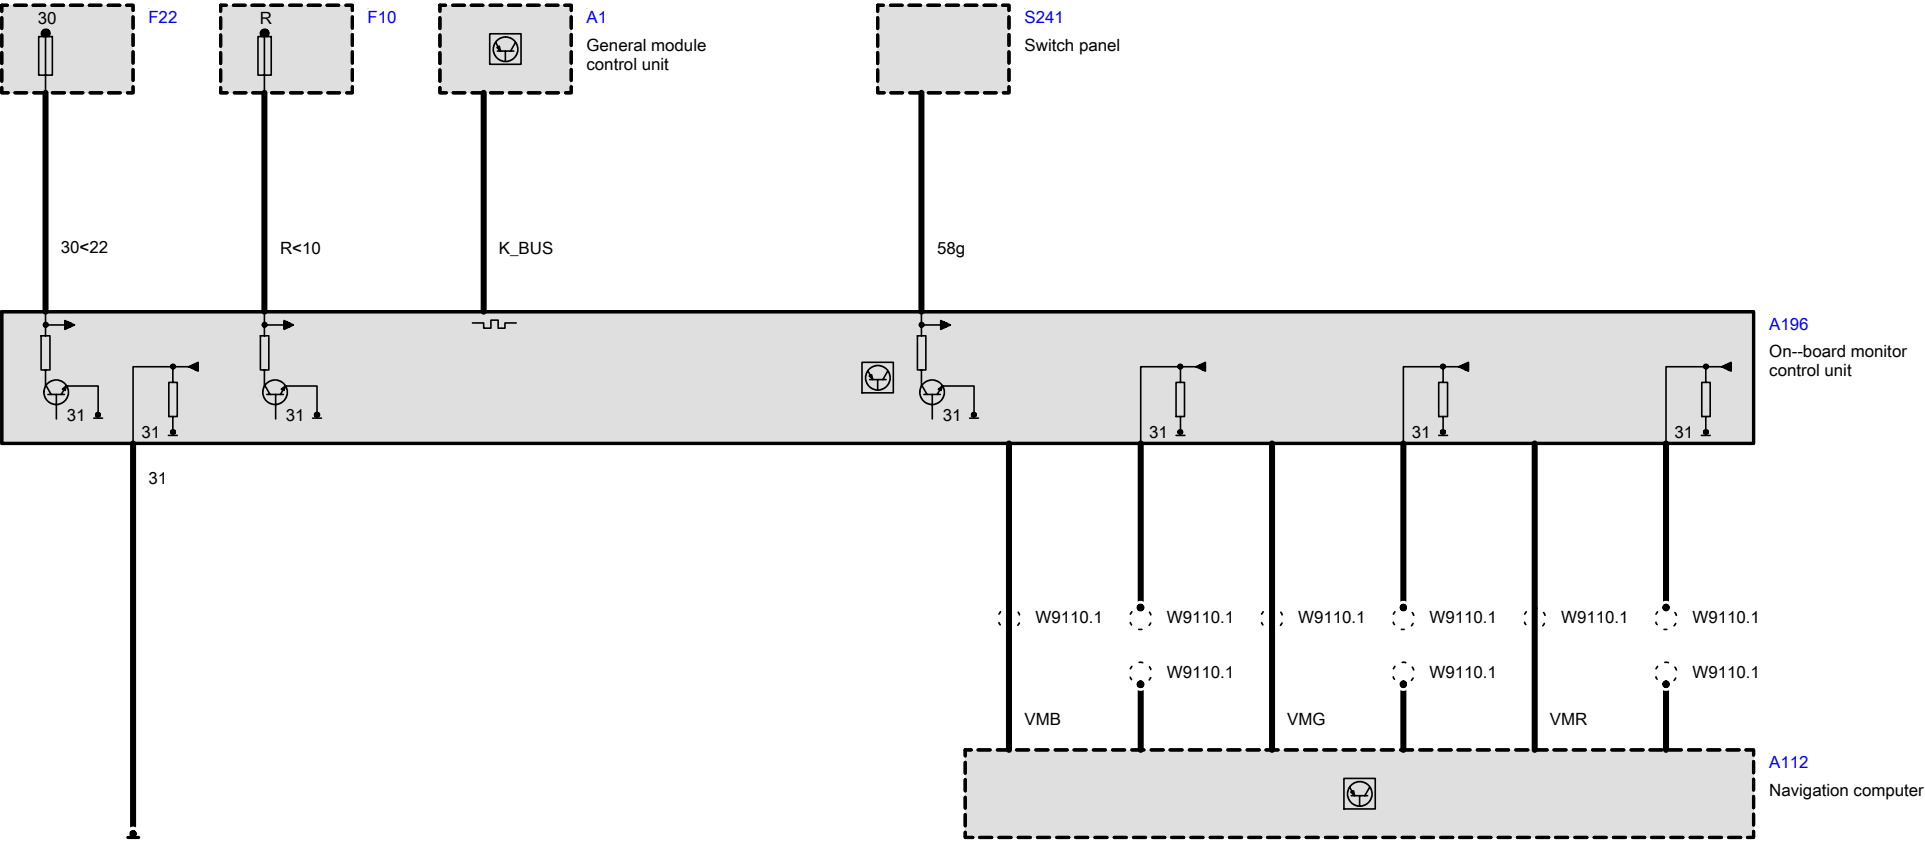 30
F22
R
F10
A1
General module
control unit
S241
Switch panel
30<22
R<10
K_BUS
58g
A196
On--board monitor
control unit
31
31
31
31
31
31
31
31
W9110.1
W9110.1
W9110.1
W9110.1
W9110.1
W9110.1
W9110.1
W9110.1
W9110.1
VMB
VMG
VMR
A112
Navigation computer